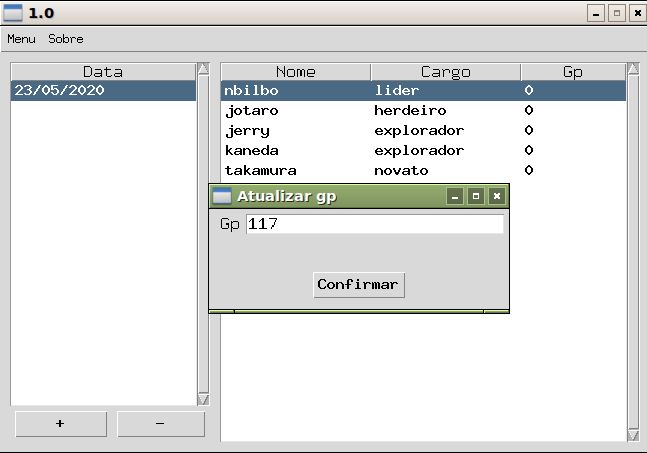 1.0
Menu Sobre
Data
23/05/2020
Nome Cargo Gp
nbilbo lider 0
jotaro herdeiro 0
jerry explorador 0
kaneda explorador 0
takamura novato 0
Atualizar gp
Gp 117
Confirmar
+ -